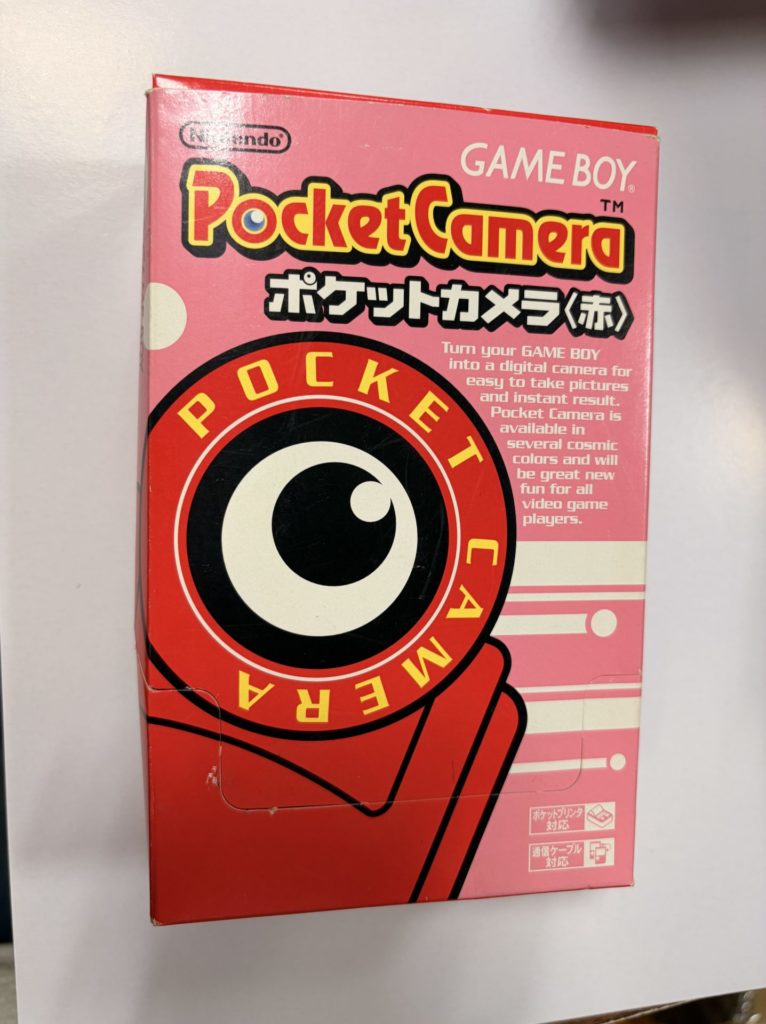 Nintendo®
GAME BOY®
Pocket Camera™
ポケットカメラ〈赤〉
Turn your GAME BOY
into a digital camera for
easy to take pictures
and instant result.
Pocket Camera is
available in
several cosmic
colors and will
be great new
fun for all
video game
players.
POCKET CAMERA
ポケットプリンタ
対応
通信ケーブル
対応